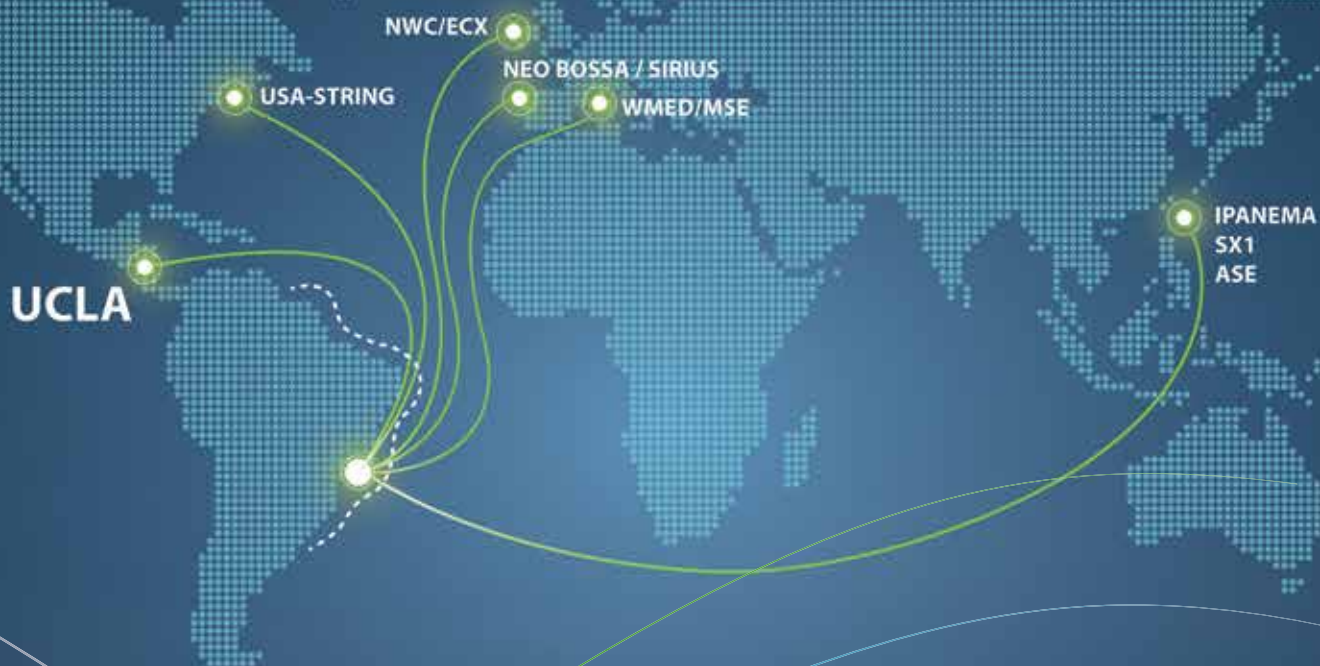 NWC/ECX
NEO BOSSA / SIRIUS
USA-STRING
WMED/MSE
IPANEMA
SX1
ASE
UCLA